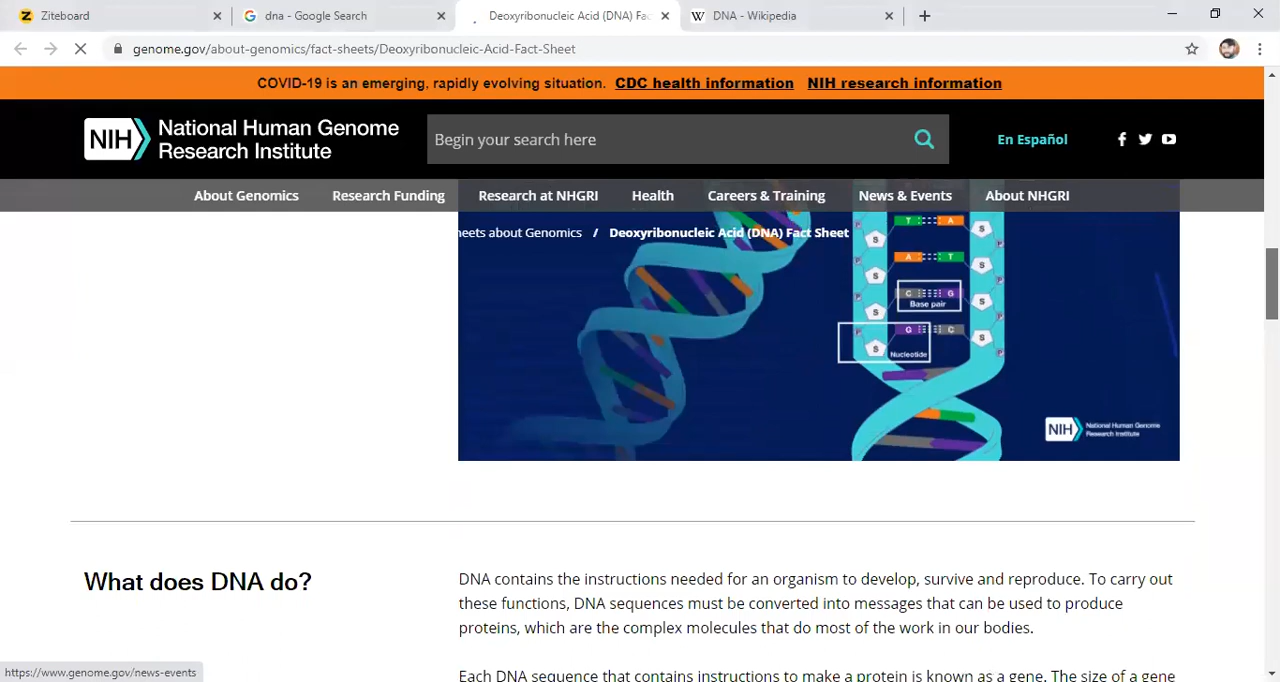 Ziteboard
dna - Google Search
Deoxyribonucleic Acid (DNA) Fac
DNA - Wikipedia
genome.gov/about-genomics/fact-sheets/Deoxyribonucleic-Acid-Fact-Sheet
COVID-19 is an emerging, rapidly evolving situation. CDC health information NIH research information
NIH National Human Genome
Research Institute
Begin your search here
En Español
About Genomics Research Funding Research at NHGRI Health Careers & Training News & Events About NHGRI
heets about Genomics / Deoxyribonucleic Acid (DNA) Fact Sheet
T A
S S P
A T
S S P
P C G S
Base pair
S P
P G C S
S Nucleotide P
NIH National Human Genome
Research Institute
What does DNA do?
DNA contains the instructions needed for an organism to develop, survive and reproduce. To carry out
these functions, DNA sequences must be converted into messages that can be used to produce
proteins, which are the complex molecules that do most of the work in our bodies.
Each DNA sequence that contains instructions to make a protein is known as a gene. The size of a gene
https://www.genome.gov/news-events